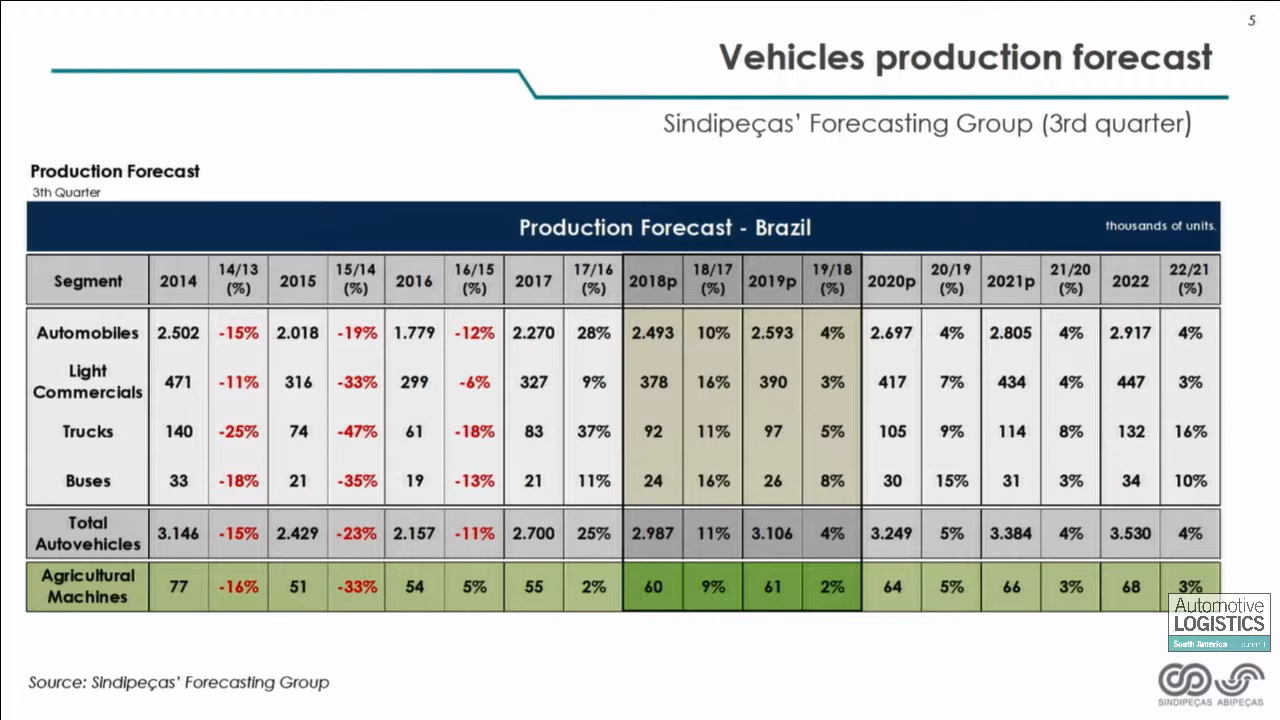 5
Vehicles production forecast
Sindipeças’ Forecasting Group (3rd quarter)
Production Forecast
3th Quarter
Production Forecast - Brazil thousands of units.
Segment 2014 14/13 (%) 2015 15/14 (%) 2016 16/15 (%) 2017 17/16 (%) 2018p 18/17 (%) 2019p 19/18 (%) 2020p 20/19 (%) 2021p 21/20 (%) 2022 22/21 (%)
Automobiles 2.502 -15% 2.018 -19% 1.779 -12% 2.270 28% 2.493 10% 2.593 4% 2.697 4% 2.805 4% 2.917 4%
Light Commercials 471 -11% 316 -33% 299 -6% 327 9% 378 16% 390 3% 417 7% 434 4% 447 3%
Trucks 140 -25% 74 -47% 61 -18% 83 37% 92 11% 97 5% 105 9% 114 8% 132 16%
Buses 33 -18% 21 -35% 19 -13% 21 11% 24 16% 26 8% 30 15% 31 3% 34 10%
Total Autovehicles 3.146 -15% 2.429 -23% 2.157 -11% 2.700 25% 2.987 11% 3.106 4% 3.249 5% 3.384 4% 3.530 4%
Agricultural Machines 77 -16% 51 -33% 54 5% 55 2% 60 9% 61 2% 64 5% 66 3% 68 3%
Automotive
LOGISTICS
South America
Source: Sindipeças’ Forecasting Group
SINDIPEÇAS ABIPEÇAS